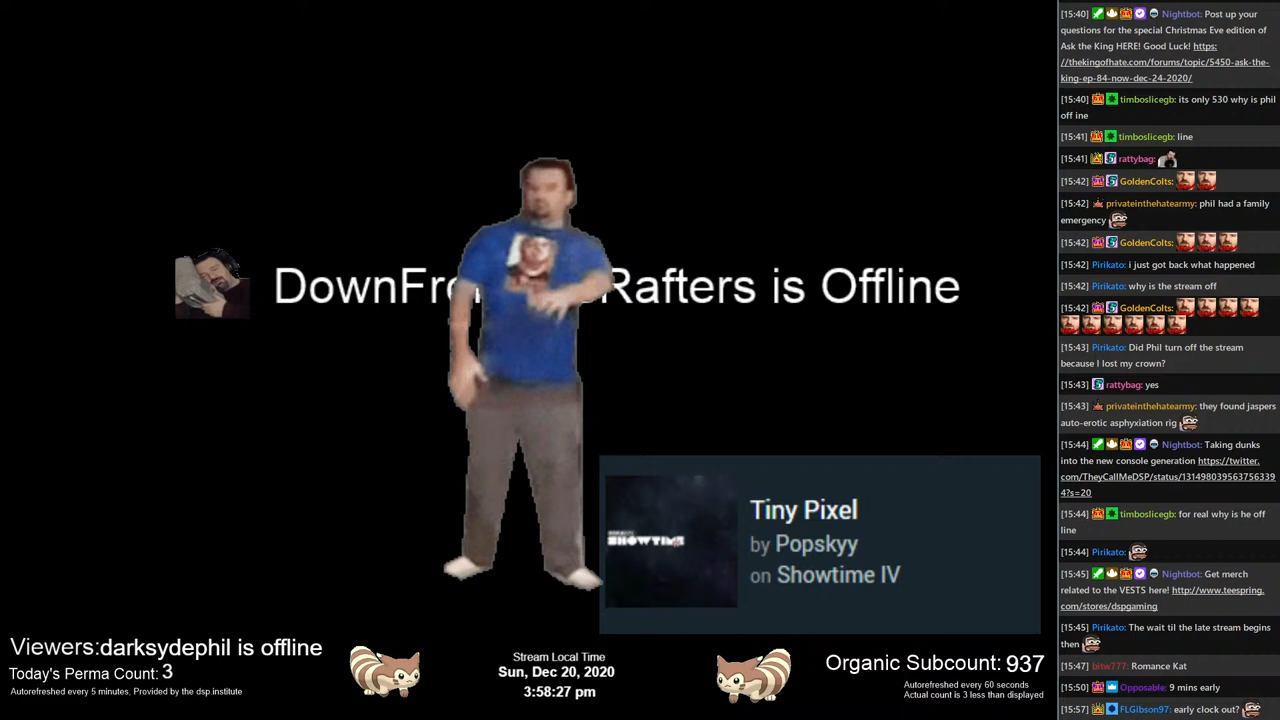 DownFro Rafters is Offline
Tiny Pixel
by Popskyy
on Showtime IV
SHOWTIME
Viewers:darksydephil is offline
Today's Perma Count: 3
Autorefreshed every 5 minutes, Provided by the dsp institute
Stream Local Time
Sun, Dec 20, 2020
3:58:27 pm
Organic Subcount: 937
Autorefreshed every 60 seconds
Actual count is 3 less than displayed
[15:40] Nightbot: Post up your
questions for the special Christmas Eve edition of
Ask the King HERE! Good Luck! https:
//thekingofhate.com/forums/topic/5450-ask-the-
king-ep-84-now-dec-24-2020/
[15:40] timboslicegb: its only 530 why is phil
off ine
[15:41] timboslicegb: line
[15:41] rattybag:
[15:42] GoldenColts:
[15:42] privateinthehatearmy: phil had a family
emergency
[15:42] GoldenColts:
[15:42] Pirikato: i just got back what happened
[15:42] Pirikato: why is the stream off
[15:42] GoldenColts:
[15:43] Pirikato: Did Phil turn off the stream
because I lost my crown?
[15:43] rattybag: yes
[15:43] privateinthehatearmy: they found jaspers
auto-erotic asphyxiation rig
[15:44] Nightbot: Taking dunks
into the new console generation https://twitter.
com/TheyCallMeDSP/status/131498039563756339
4?s=20
[15:44] timboslicegb: for real why is he off
line
[15:44] Pirikato:
[15:45] Nightbot: Get merch
related to the VESTS here! http://www.teespring.
com/stores/dspgaming
[15:45] Pirikato: The wait til the late stream begins
then
[15:47] bitw777: Romance Kat
[15:50] Opposable: 9 mins early
[15:57] FLGibson97: early clock out?